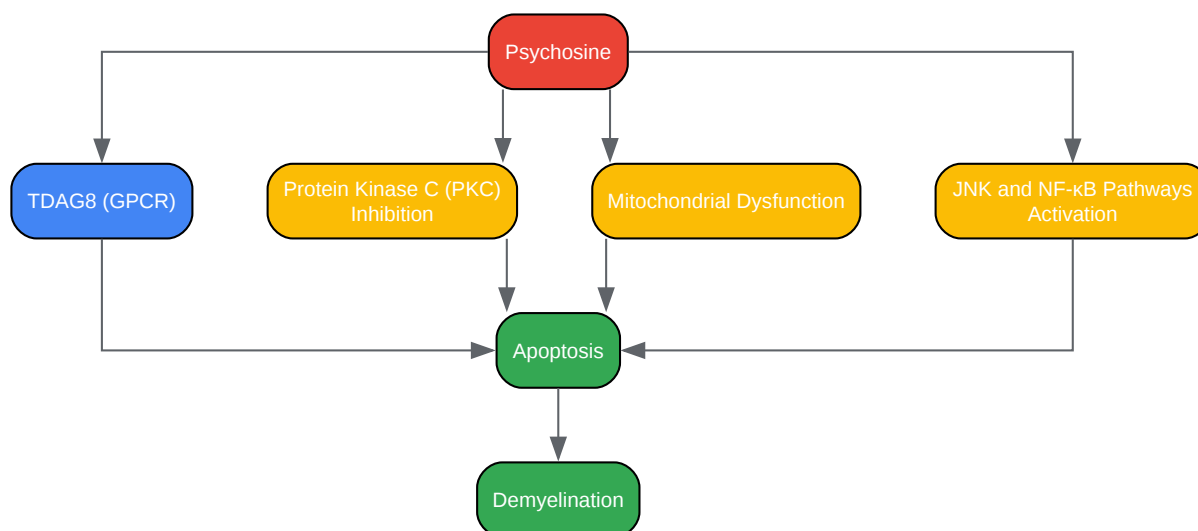 Psychosine
TDAG8 (GPCR)
Protein Kinase C (PKC)
Inhibition
Mitochondrial Dysfunction
JNK and NF-κB Pathways
Activation
Apoptosis
Demyelination